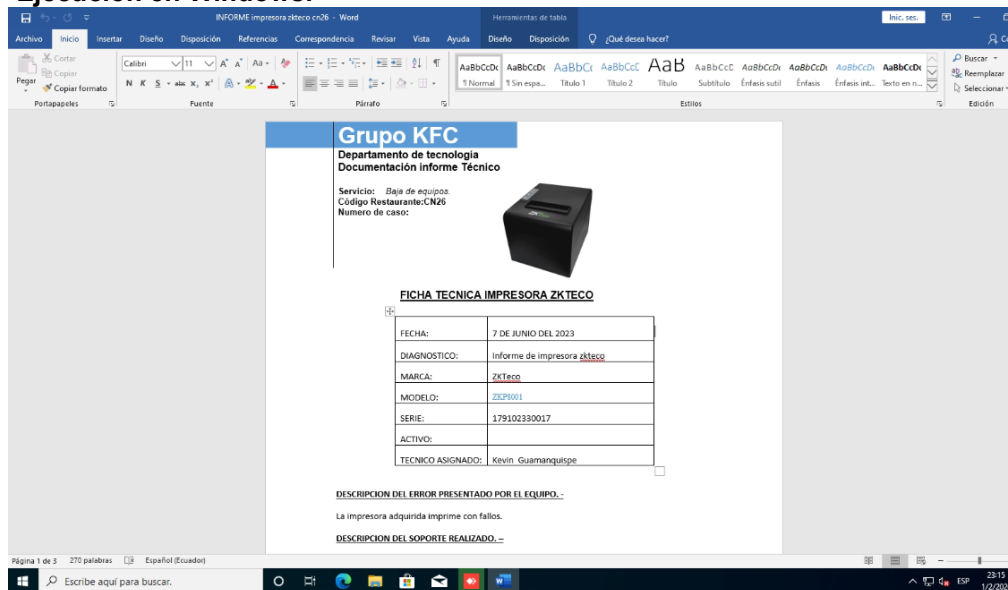 Ejecución en Windows.
INFORME impresora zkteco cn26 - Word
Herramientas de tabla
Inic. ses.
Archivo Inicio Insertar Diseño Disposición Referencias Correspondencia Revisar Vista Ayuda Diseño Disposición ¿Qué desea hacer?
Pegar
Cortar
Copiar
Copiar formato
Portapapeles
Calibri 11
N K S abc x₂ x²
Fuente
Párrafo
AaBbCcDc AaBbCcDc AaBbCc AaBbCcC AaB AaBbCcC AaBbCcDc AaBbCcDc AaBbCcDc AaBbCcDc
¶ Normal ¶ Sin espa... Título 1 Título 2 Título Subtítulo Énfasis sutil Énfasis Énfasis int... Texto en n...
Estilos
Buscar
Reemplazar
Seleccionar
Edición
Grupo KFC
Departamento de tecnologia
Documentación informe Técnico
Servicio: Baja de equipos.
Código Restaurante:CN26
Numero de caso:
FICHA TECNICA IMPRESORA ZKTECO
FECHA: 7 DE JUNIO DEL 2023
DIAGNOSTICO: Informe de impresora zkteco
MARCA: ZKTeco
MODELO: ZKP8001
SERIE: 179102330017
ACTIVO:
TECNICO ASIGNADO: Kevin Guamanquispe
DESCRIPCION DEL ERROR PRESENTADO POR EL EQUIPO. -
La impresora adquirida imprime con fallos.
DESCRIPCION DEL SOPORTE REALIZADO. –
Página 1 de 3 270 palabras Español (Ecuador)
Escribe aquí para buscar.
ESP
23:15
1/2/202